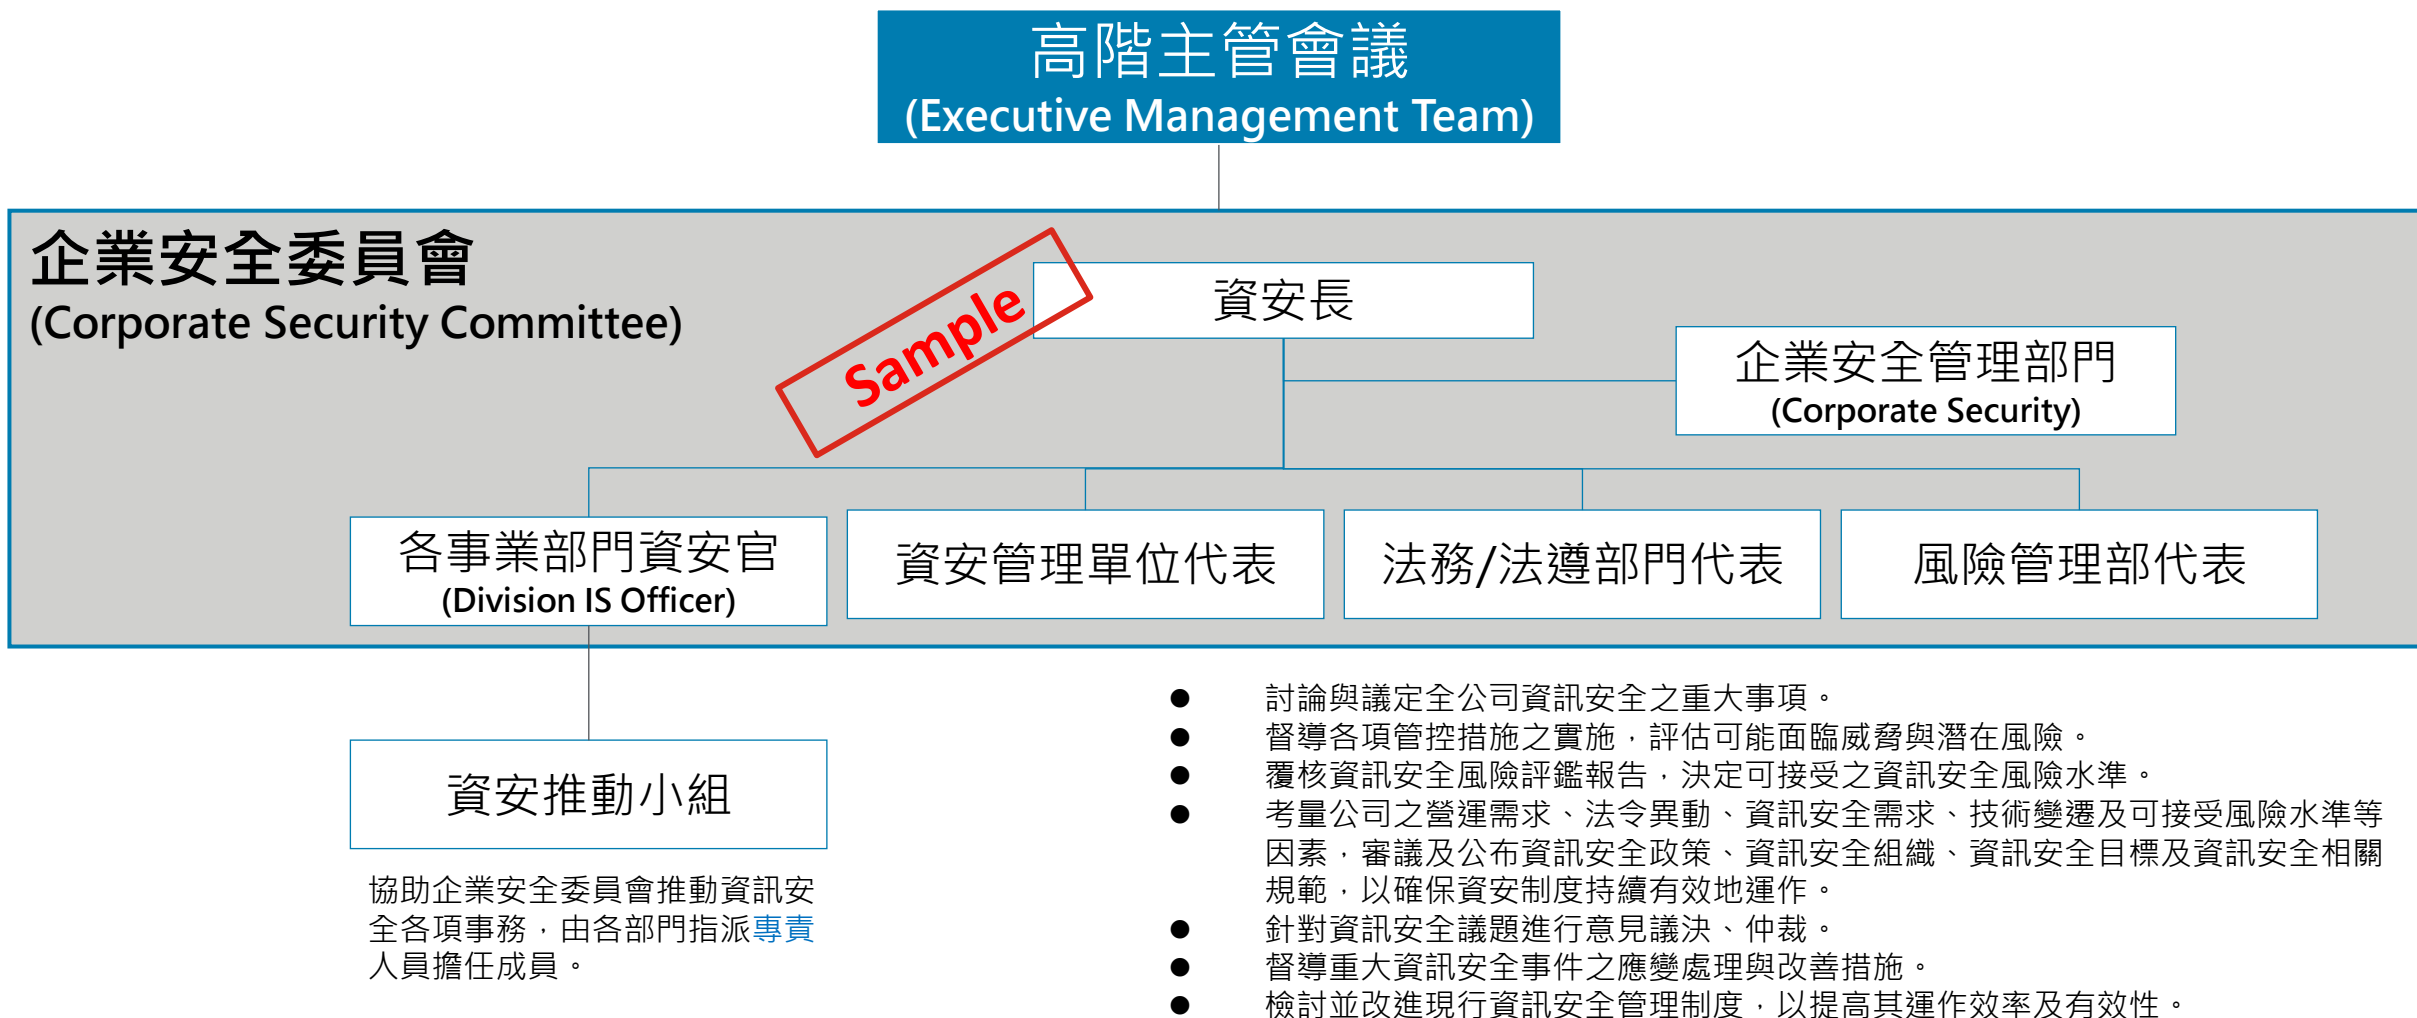 高階主管會議
(Executive Management Team)
企業安全委員會
(Corporate Security Committee)
Sample
資安長
企業安全管理部門
(Corporate Security)
各事業部門資安官
(Division IS Officer)
資安管理單位代表
法務/法遵部門代表
風險管理部代表
資安推動小組
協助企業安全委員會推動資訊安
全各項事務，由各部門指派專責
人員擔任成員。
● 討論與議定全公司資訊安全之重大事項。
● 督導各項管控措施之實施，評估可能面臨威脅與潛在風險。
● 覆核資訊安全風險評鑑報告，決定可接受之資訊安全風險水準。
● 考量公司之營運需求、法令異動、資訊安全需求、技術變遷及可接受風險水準等
因素，審議及公布資訊安全政策、資訊安全組織、資訊安全目標及資訊安全相關
規範，以確保資安制度持續有效地運作。
● 針對資訊安全議題進行意見議決、仲裁。
● 督導重大資訊安全事件之應變處理與改善措施。
● 檢討並改進現行資訊安全管理制度，以提高其運作效率及有效性。